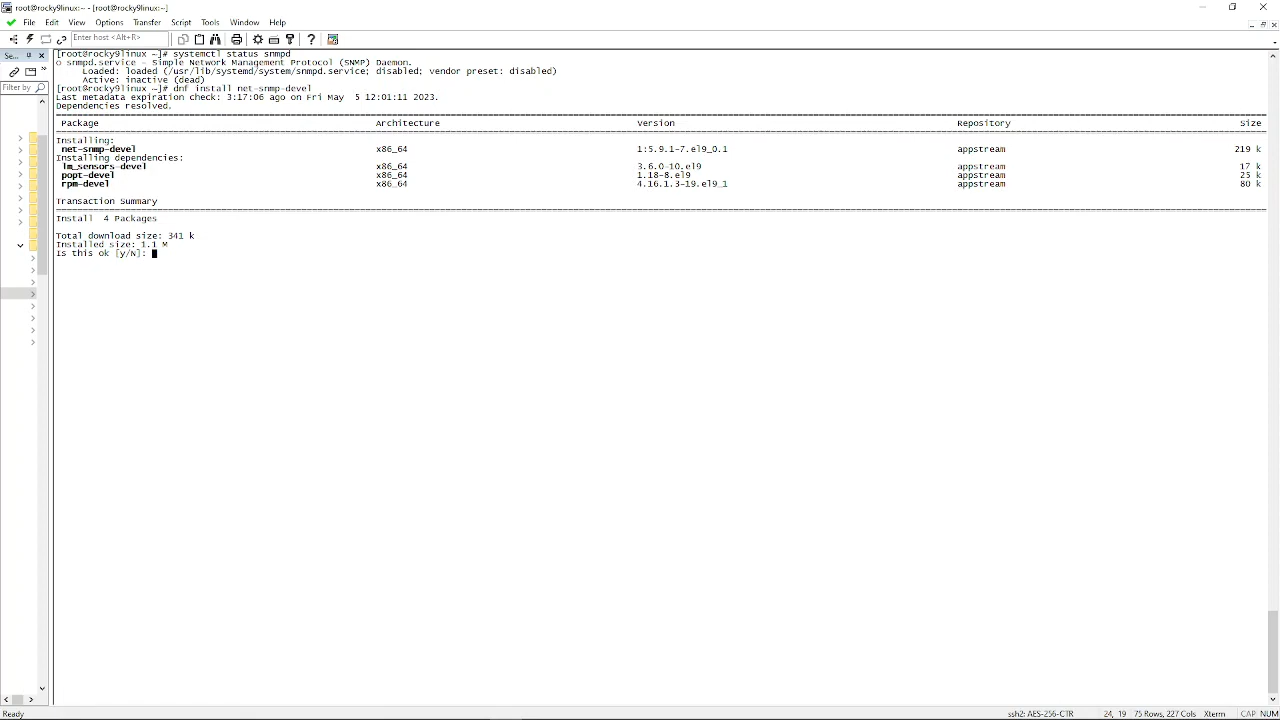 root@rocky9linux:~ - [root@rocky9linux:~]
File Edit View Options Transfer Script Tools Window Help
Enter host <Alt+R>
Se...
Filter by
[root@rocky9linux ~]# systemctl status snmpd
o snmpd.service - Simple Network Management Protocol (SNMP) Daemon.
Loaded: loaded (/usr/lib/systemd/system/snmpd.service; disabled; vendor preset: disabled)
Active: inactive (dead)
[root@rocky9linux ~]# dnf install net-snmp-devel
Last metadata expiration check: 3:17:06 ago on Fri May  5 12:01:11 2023.
Dependencies resolved.
Package Architecture Version Repository Size
Installing:
net-snmp-devel x86_64 1:5.9.1-7.el9_0.1 appstream 219 k
Installing dependencies:
lm_sensors-devel x86_64 3.6.0-10.el9 appstream 17 k
popt-devel x86_64 1.18-8.el9 appstream 25 k
rpm-devel x86_64 4.16.1.3-19.el9_1 appstream 80 k
Transaction Summary
Install  4 Packages
Total download size: 341 k
Installed size: 1.1 M
Is this ok [y/N]:
Ready ssh2: AES-256-CTR 24, 19 75 Rows, 227 Cols Xterm CAP NUM